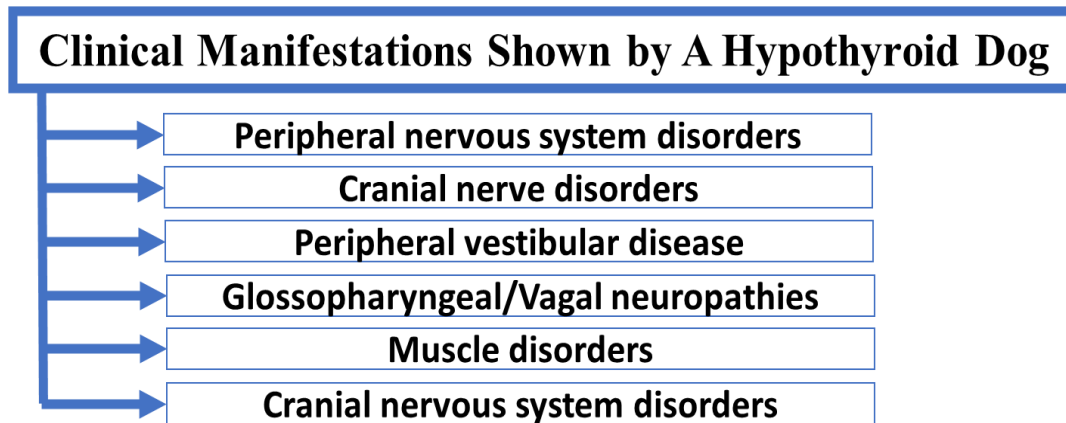 Clinical Manifestations Shown by A Hypothyroid Dog
Peripheral nervous system disorders
Cranial nerve disorders
Peripheral vestibular disease
Glossopharyngeal/Vagal neuropathies
Muscle disorders
Cranial nervous system disorders